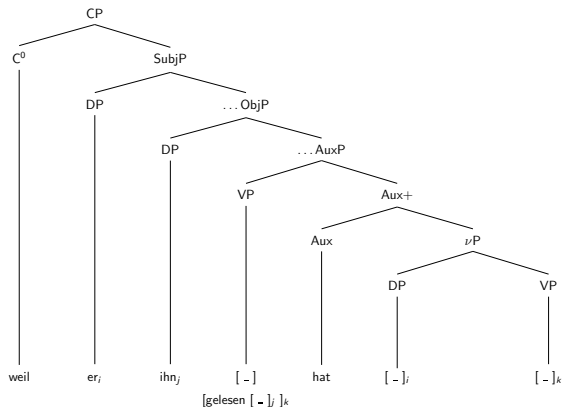 CP
C⁰ SubjP
DP …ObjP
DP …AuxP
VP Aux+
Aux νP
DP VP
weil erᵢ ihnⱼ [ _ ] hat [ _ ]ᵢ [ _ ]ₖ
[gelesen [ _ ]ⱼ ]ₖ